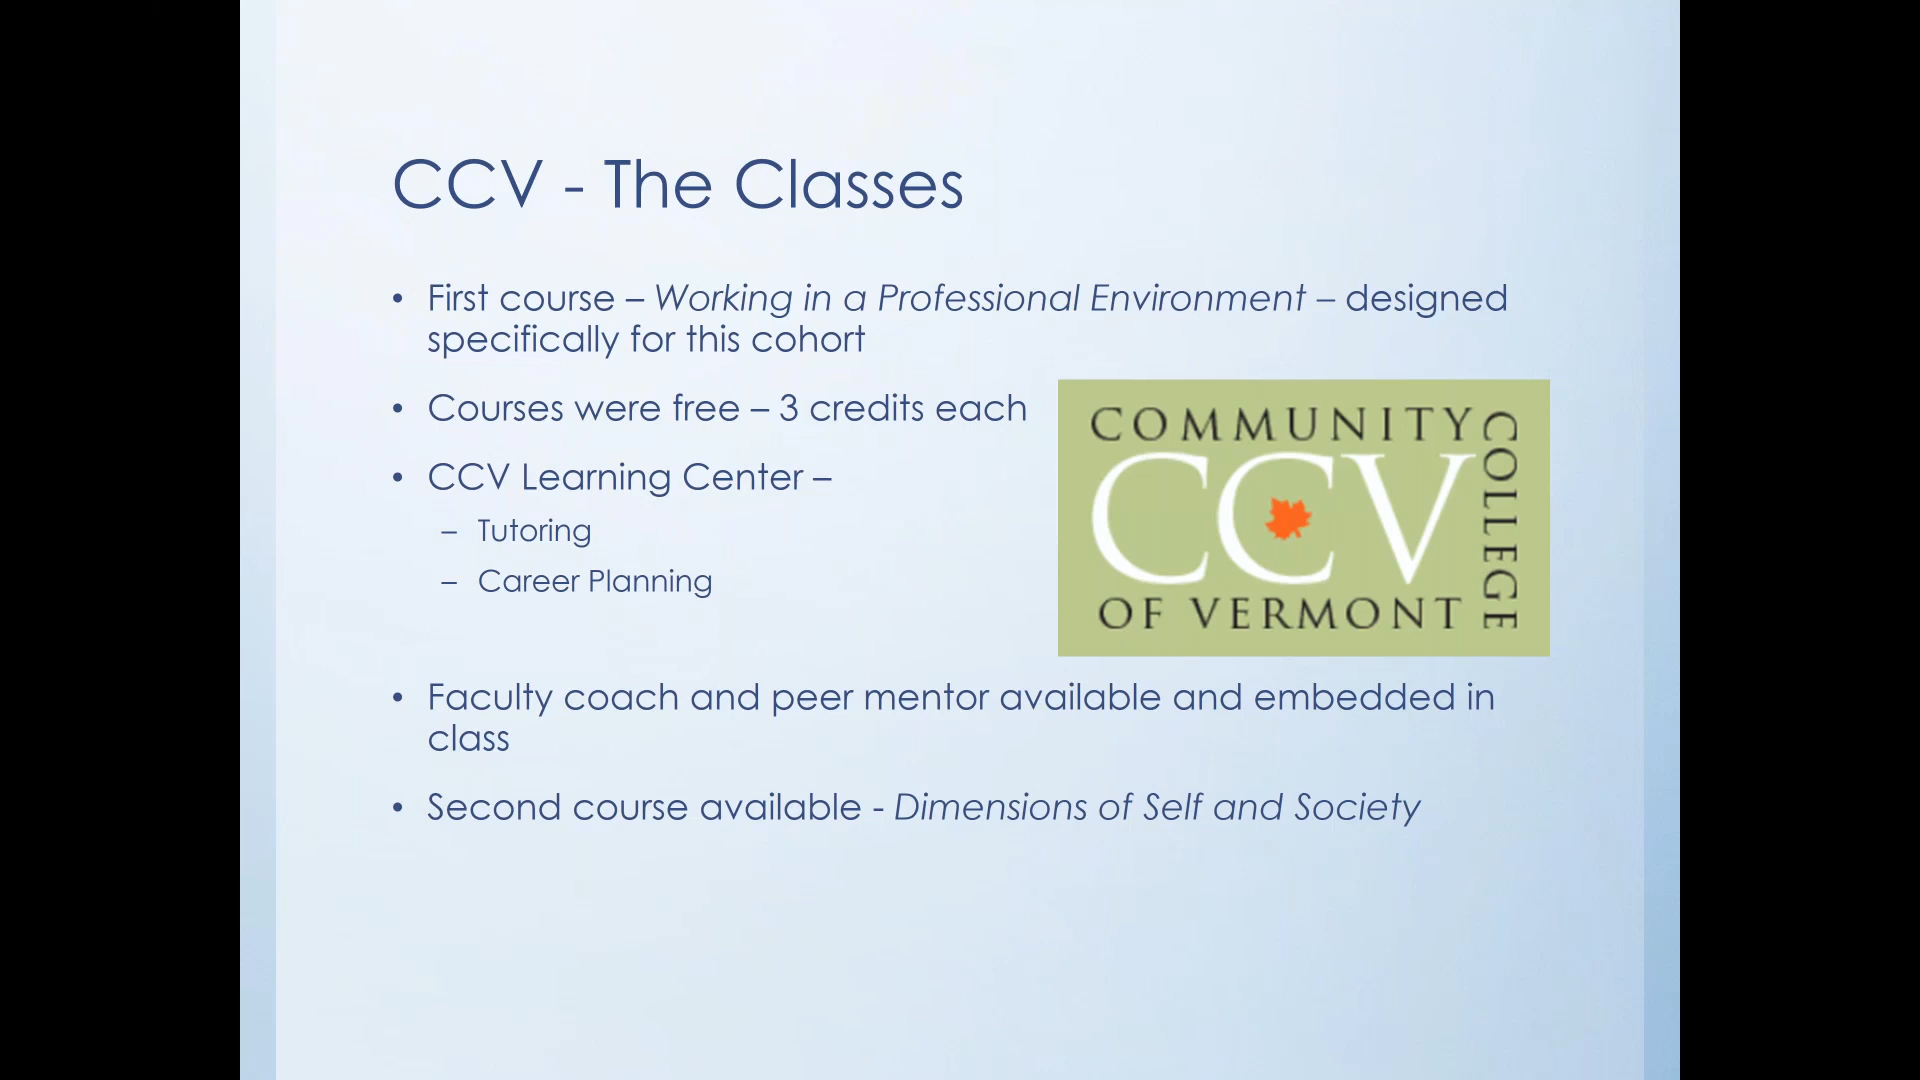 CCV - The Classes
• First course – Working in a Professional Environment – designed
specifically for this cohort
• Courses were free – 3 credits each
• CCV Learning Center –
– Tutoring
– Career Planning
COMMUNITY
COLLEGE
CCV
OF VERMONT
• Faculty coach and peer mentor available and embedded in
class
• Second course available - Dimensions of Self and Society